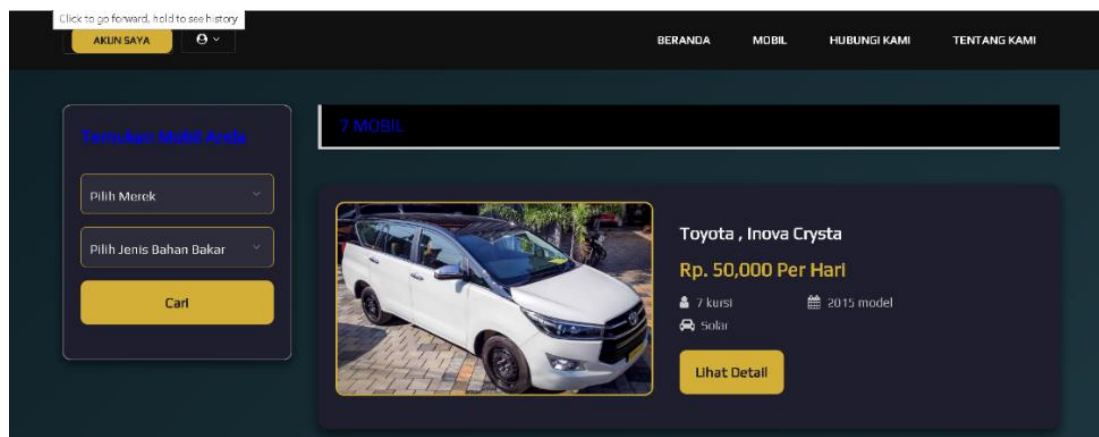 Click to go forward, hold to see history
AKUN SAYA
BERANDA MOBIL HUBUNGI KAMI TENTANG KAMI
Temukan Mobil Anda
7 MOBIL
Pilih Merek
Pilih Jenis Bahan Bakar
Cari
Toyota , Inova Crysta
Rp. 50,000 Per Hari
7 kursi 2015 model
Solar
Lihat Detail